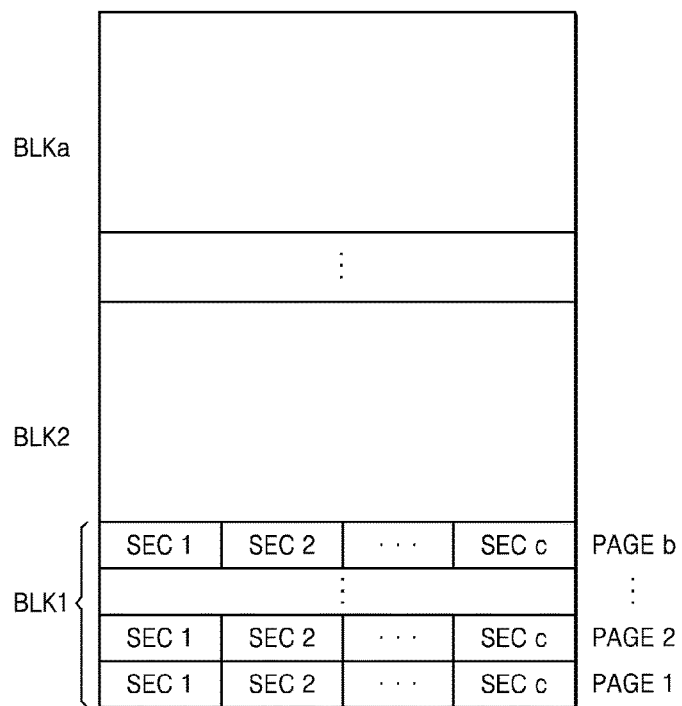 BLKa
⋮
BLK2
BLK1
SEC 1 SEC 2 · · · SEC c PAGE b
⋮ ⋮
SEC 1 SEC 2 · · · SEC c PAGE 2
SEC 1 SEC 2 · · · SEC c PAGE 1